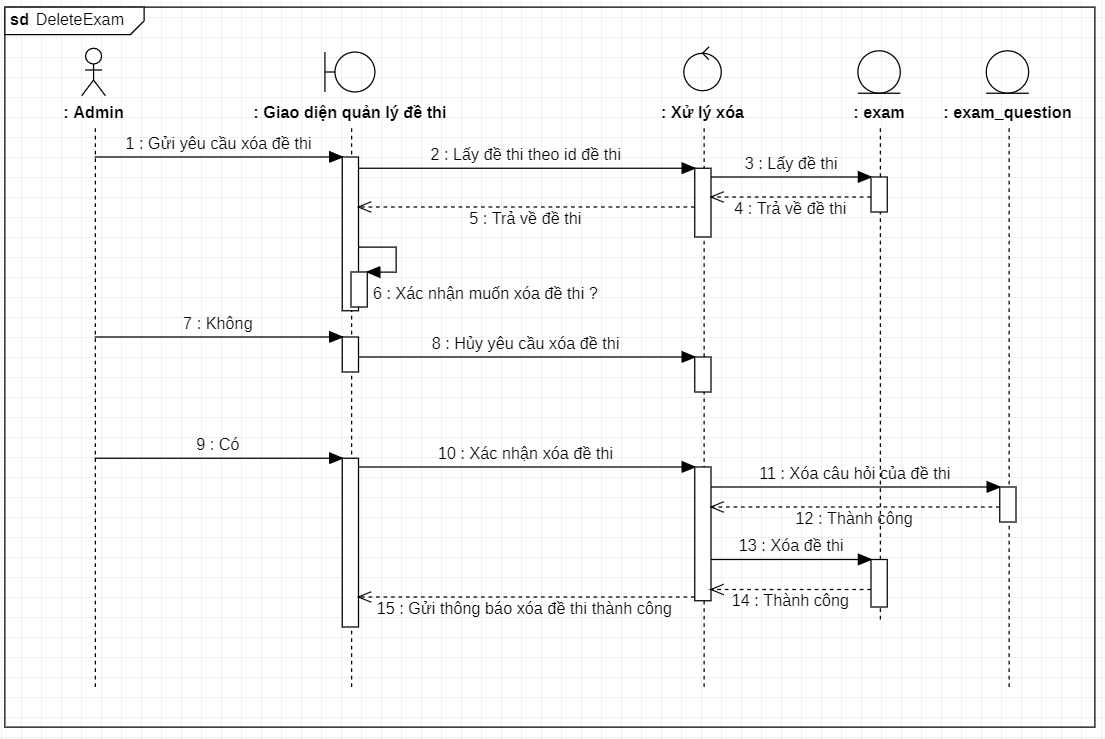 sd DeleteExam
: Admin
: Giao diện quản lý đề thi
: Xử lý xóa
: exam
: exam_question
1 : Gửi yêu cầu xóa đề thi
2 : Lấy đề thi theo id đề thi
3 : Lấy đề thi
4 : Trả về đề thi
5 : Trả về đề thi
6 : Xác nhận muốn xóa đề thi ?
7 : Không
8 : Hủy yêu cầu xóa đề thi
9 : Có
10 : Xác nhận xóa đề thi
11 : Xóa câu hỏi của đề thi
12 : Thành công
13 : Xóa đề thi
14 : Thành công
15 : Gửi thông báo xóa đề thi thành công